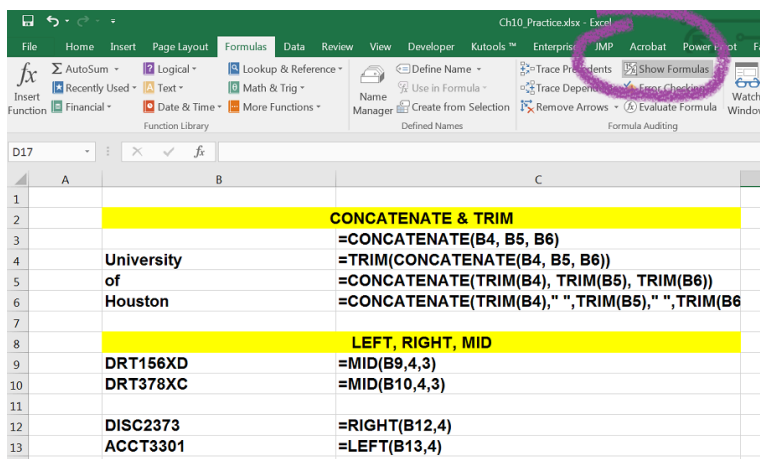 Ch10_Practice.xlsx - Excel
File Home Insert Page Layout Formulas Data Review View Developer Kutools ™ Enterprise JMP Acrobat
fx Σ AutoSum Logical Lookup & Reference Define Name Show Formulas
Insert Function Recently Used Text Math & Trig Name Manager Use in Formula Error Checking Watch
Financial Date & Time More Functions Create from Selection Remove Arrows Evaluate Formula
Function Library Defined Names Formula Auditing
D17 fx
A B C
1
2 CONCATENATE & TRIM
3 =CONCATENATE(B4, B5, B6)
4 University =TRIM(CONCATENATE(B4, B5, B6))
5 of =CONCATENATE(TRIM(B4), TRIM(B5), TRIM(B6))
6 Houston =CONCATENATE(TRIM(B4)," ",TRIM(B5)," ",TRIM(B6
7
8 LEFT, RIGHT, MID
9 DRT156XD =MID(B9,4,3)
10 DRT378XC =MID(B10,4,3)
11
12 DISC2373 =RIGHT(B12,4)
13 ACCT3301 =LEFT(B13,4)